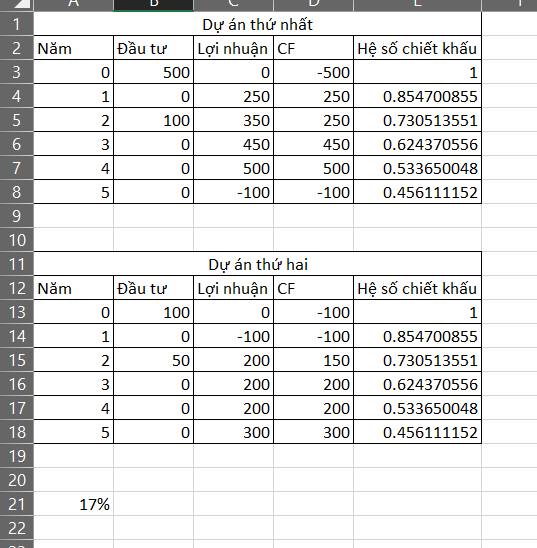 A B C D E F
1 Dự án thứ nhất
2 Năm Đầu tư Lợi nhuận CF Hệ số chiết khấu
3 0 500 0 -500 1
4 1 0 250 250 0.854700855
5 2 100 350 250 0.730513551
6 3 0 450 450 0.624370556
7 4 0 500 500 0.533650048
8 5 0 -100 -100 0.456111152
9
10
11 Dự án thứ hai
12 Năm Đầu tư Lợi nhuận CF Hệ số chiết khấu
13 0 100 0 -100 1
14 1 0 -100 -100 0.854700855
15 2 50 200 150 0.730513551
16 3 0 200 200 0.624370556
17 4 0 200 200 0.533650048
18 5 0 300 300 0.456111152
19
20
21 17%
22